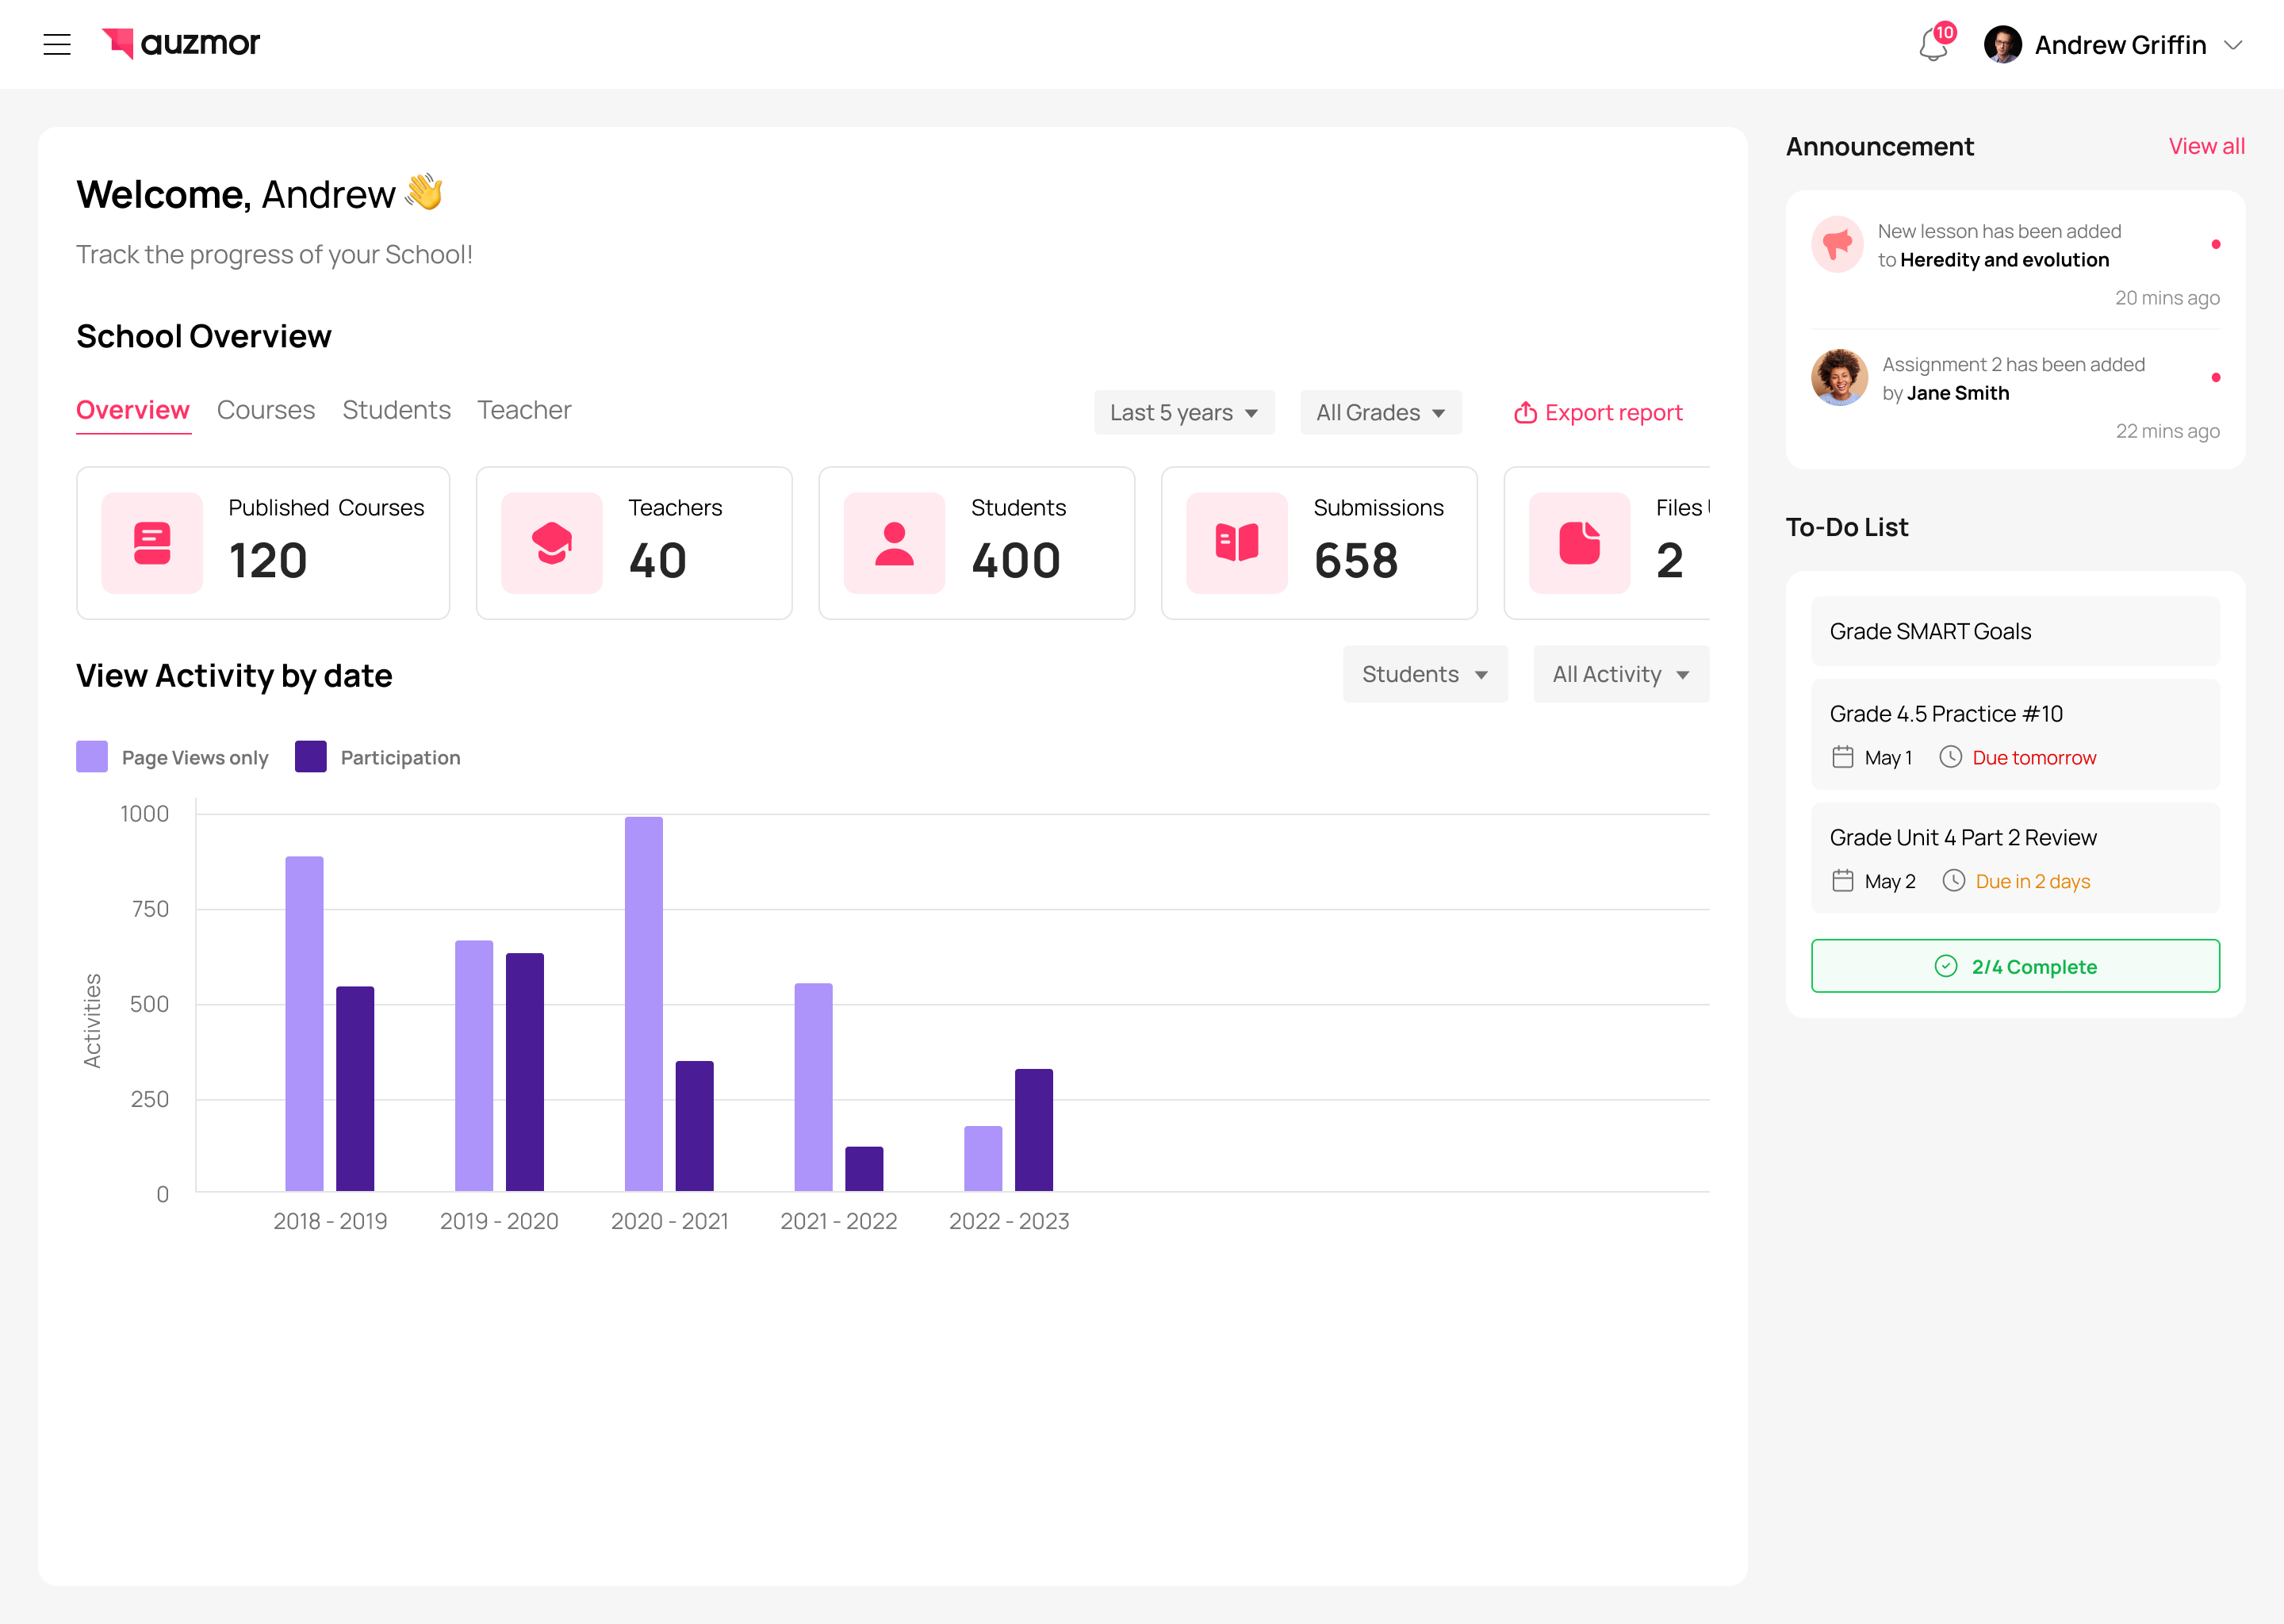 auzmor
10
Andrew Griffin
Welcome, Andrew 👋
Track the progress of your School!
School Overview
Overview
Courses
Students
Teacher
Last 5 years
All Grades
Export report
Published Courses
120
Teachers
40
Students
400
Submissions
658
Files
2
View Activity by date
Students
All Activity
Page Views only
Participation
1000
750
500
250
0
Activities
2018 - 2019
2019 - 2020
2020 - 2021
2021 - 2022
2022 - 2023
Announcement
View all
New lesson has been added
to Heredity and evolution
20 mins ago
Assignment 2 has been added
by Jane Smith
22 mins ago
To-Do List
Grade SMART Goals
Grade 4.5 Practice #10
May 1
Due tomorrow
Grade Unit 4 Part 2 Review
May 2
Due in 2 days
2/4 Complete